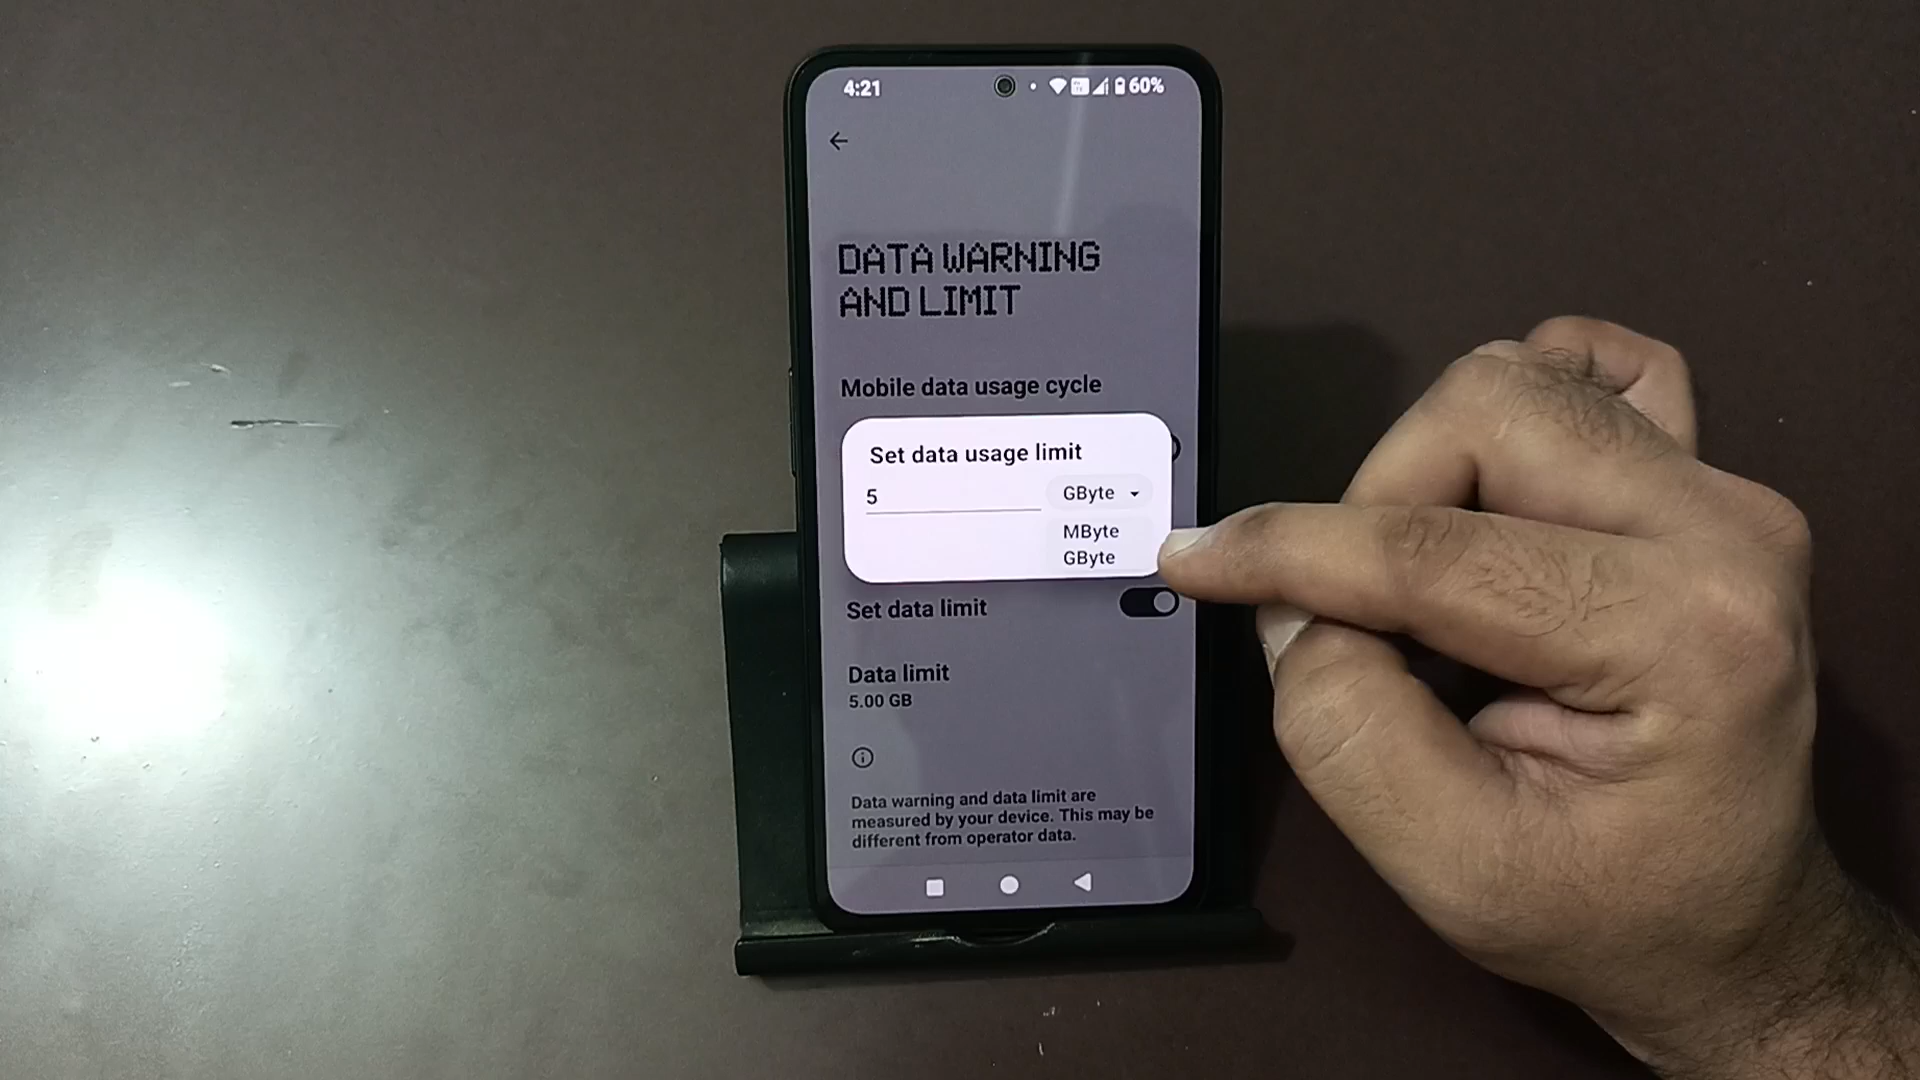 4:21
60%
DATA WARNING
AND LIMIT
Mobile data usage cycle
Set data usage limit
5
GByte
MByte
GByte
Set data limit
Data limit
5.00 GB
Data warning and data limit are
measured by your device. This may be
different from operator data.